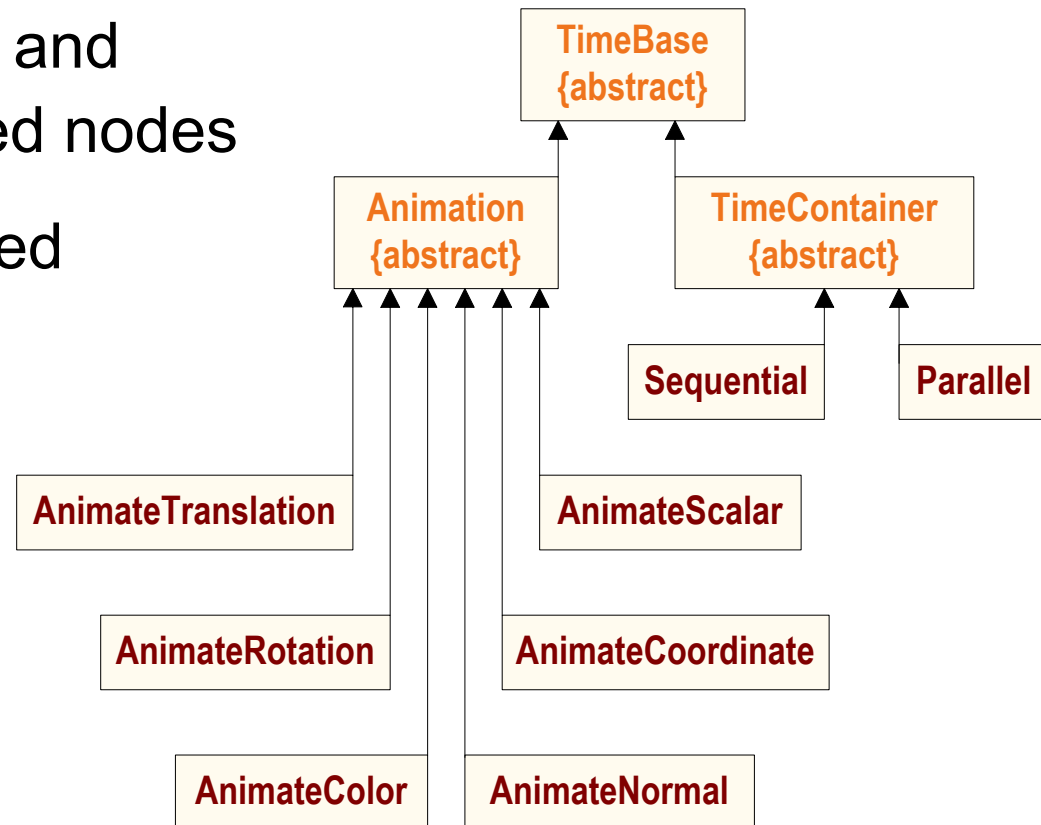 and
ed nodes
ed
TimeBase
{abstract}
Animation
{abstract}
TimeContainer
{abstract}
Sequential
Parallel
AnimateTranslation
AnimateScalar
AnimateRotation
AnimateCoordinate
AnimateColor
AnimateNormal